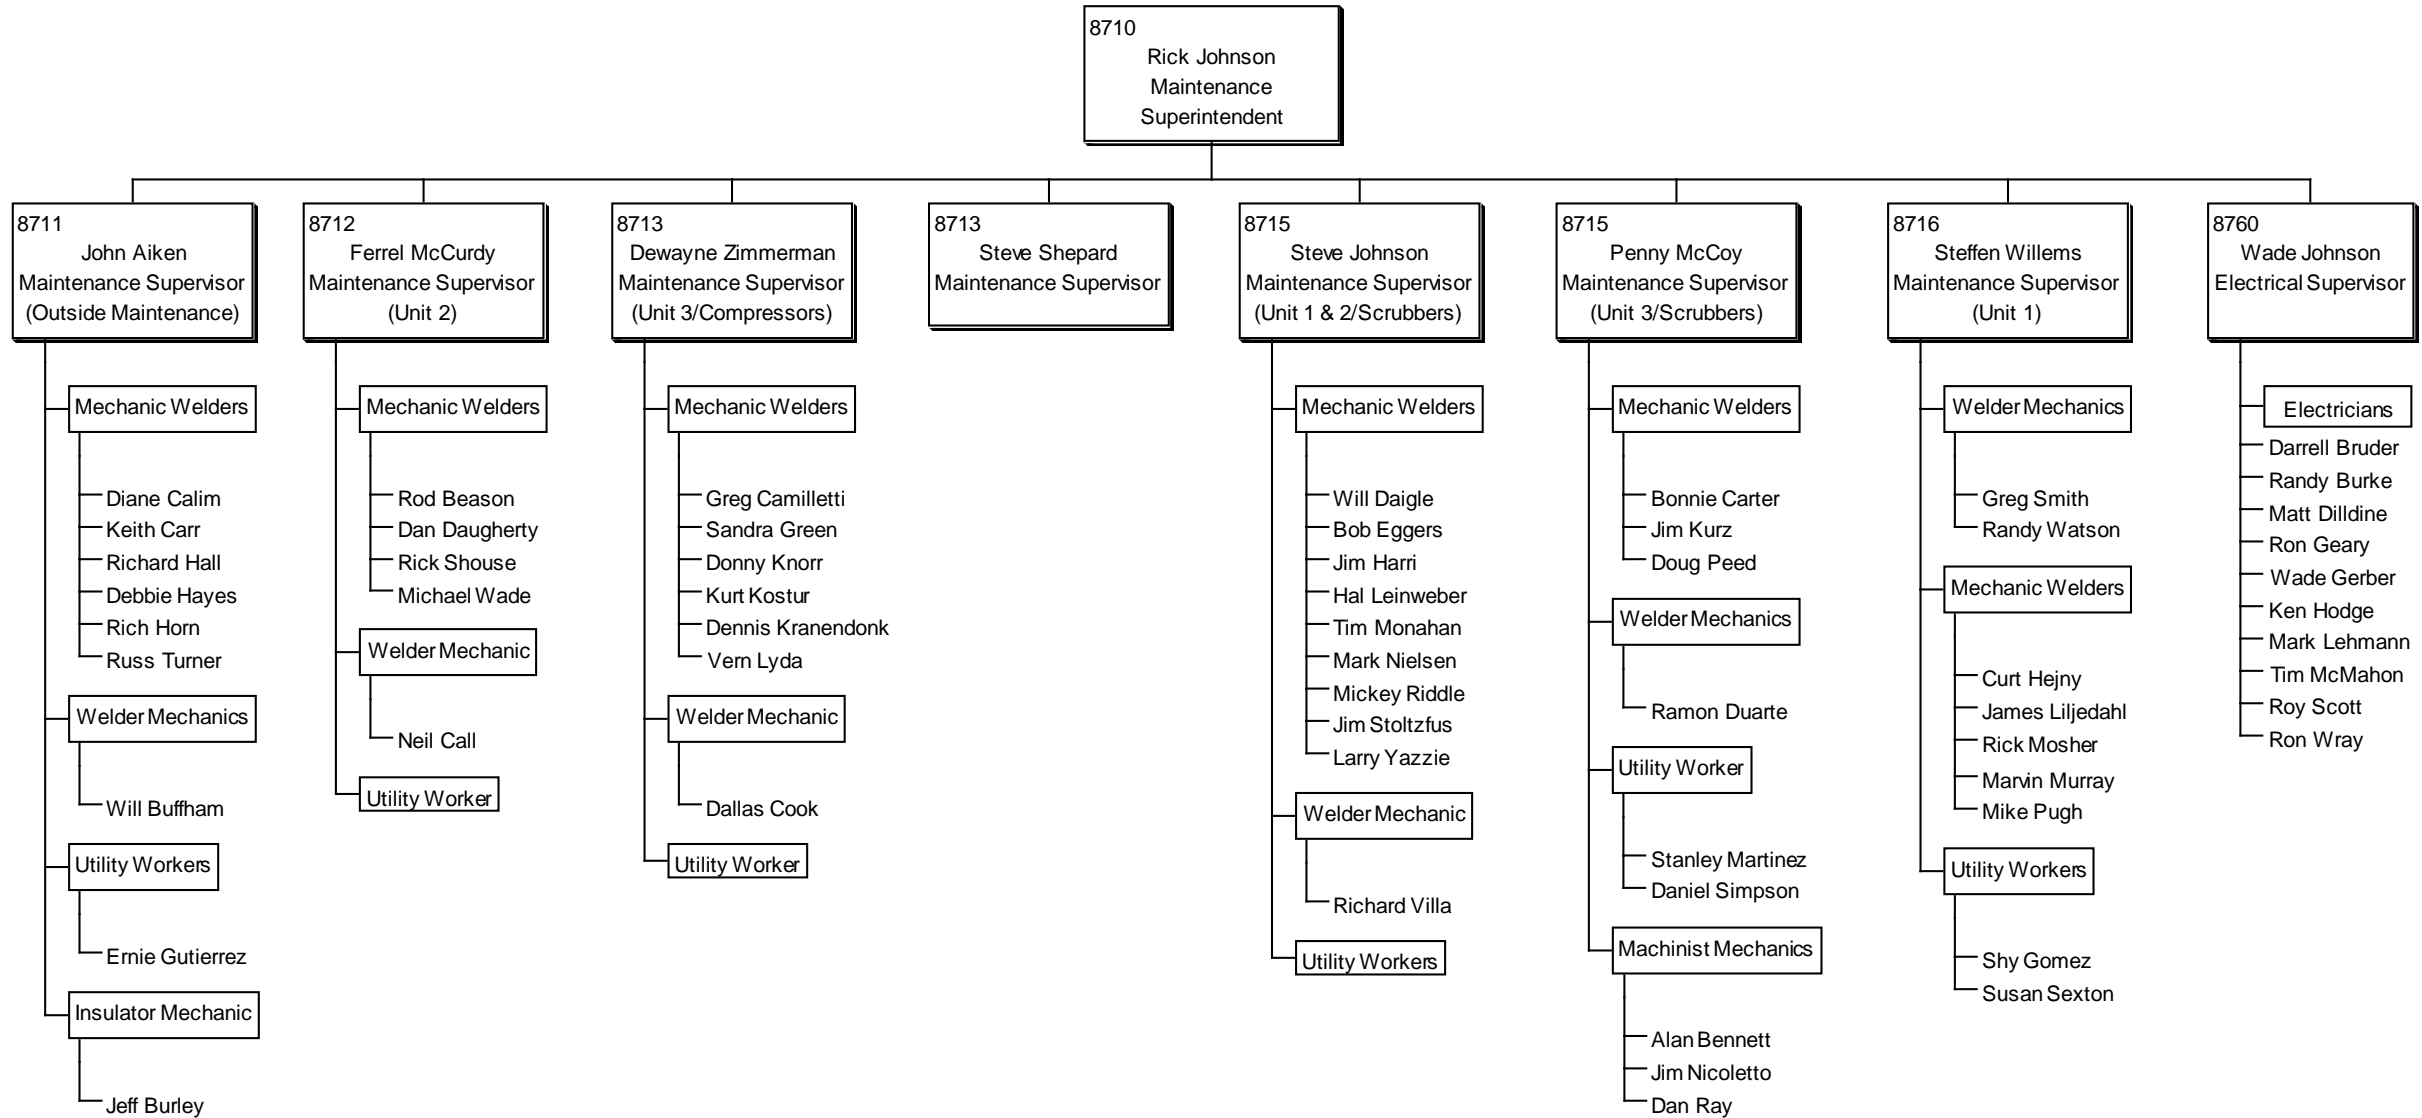 8710
Rick Johnson
Maintenance
Superintendent
8711
John Aiken
Maintenance Supervisor
(Outside Maintenance)
Mechanic Welders
Diane Calim
Keith Carr
Richard Hall
Debbie Hayes
Rich Horn
Russ Turner
Welder Mechanics
Will Buffham
Utility Workers
Ernie Gutierrez
Insulator Mechanic
Jeff Burley
8712
Ferrel McCurdy
Maintenance Supervisor
(Unit 2)
Mechanic Welders
Rod Beason
Dan Daugherty
Rick Shouse
Michael Wade
Welder Mechanic
Neil Call
Utility Worker
8713
Dewayne Zimmerman
Maintenance Supervisor
(Unit 3/Compressors)
Mechanic Welders
Greg Camilletti
Sandra Green
Donny Knorr
Kurt Kostur
Dennis Kranendonk
Vern Lyda
Welder Mechanic
Dallas Cook
Utility Worker
8713
Steve Shepard
Maintenance Supervisor
8715
Steve Johnson
Maintenance Supervisor
(Unit 1 & 2/Scrubbers)
Mechanic Welders
Will Daigle
Bob Eggers
Jim Harri
Hal Leinweber
Tim Monahan
Mark Nielsen
Mickey Riddle
Jim Stoltzfus
Larry Yazzie
Welder Mechanic
Richard Villa
Utility Workers
8715
Penny McCoy
Maintenance Supervisor
(Unit 3/Scrubbers)
Mechanic Welders
Bonnie Carter
Jim Kurz
Doug Peed
Welder Mechanics
Ramon Duarte
Utility Worker
Stanley Martinez
Daniel Simpson
Machinist Mechanics
Alan Bennett
Jim Nicoletto
Dan Ray
8716
Steffen Willems
Maintenance Supervisor
(Unit 1)
Welder Mechanics
Greg Smith
Randy Watson
Mechanic Welders
Curt Hejny
James Liljedahl
Rick Mosher
Marvin Murray
Mike Pugh
Utility Workers
Shy Gomez
Susan Sexton
8760
Wade Johnson
Electrical Supervisor
Electricians
Darrell Bruder
Randy Burke
Matt Dilldine
Ron Geary
Wade Gerber
Ken Hodge
Mark Lehmann
Tim McMahon
Roy Scott
Ron Wray